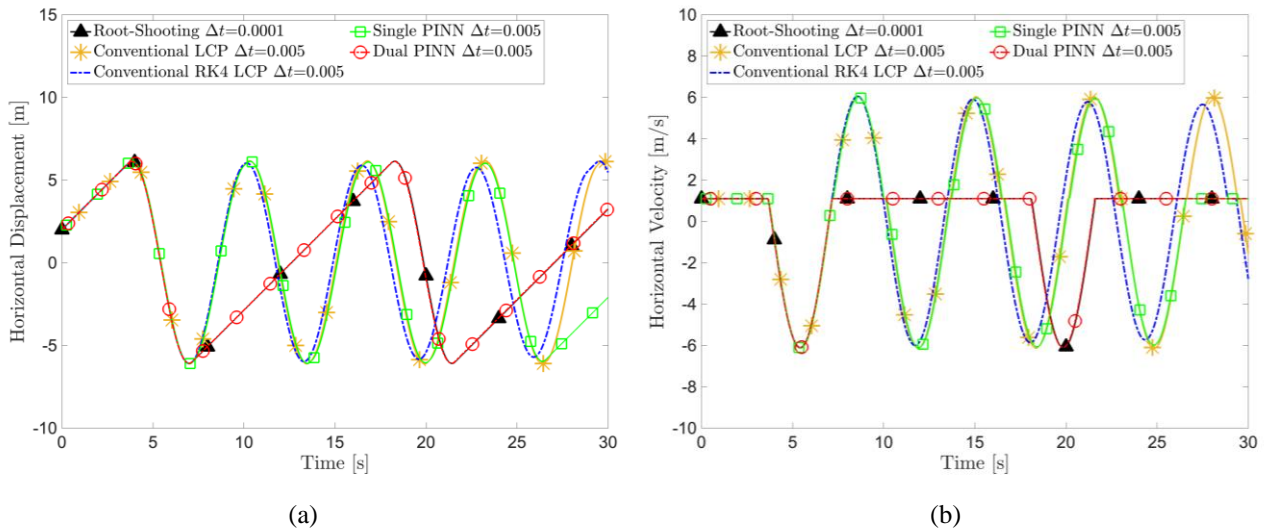 Root-Shooting Δt=0.0001
Single PINN Δt=0.005
Conventional LCP Δt=0.005
Dual PINN Δt=0.005
Conventional RK4 LCP Δt=0.005
Horizontal Displacement [m]
15
10
5
0
-5
-10
0 5 10 15 20 25 30
Time [s]
(a)
Root-Shooting Δt=0.0001
Single PINN Δt=0.005
Conventional LCP Δt=0.005
Dual PINN Δt=0.005
Conventional RK4 LCP Δt=0.005
Horizontal Velocity [m/s]
10
8
6
4
2
0
-2
-4
-6
-8
-10
0 5 10 15 20 25 30
Time [s]
(b)